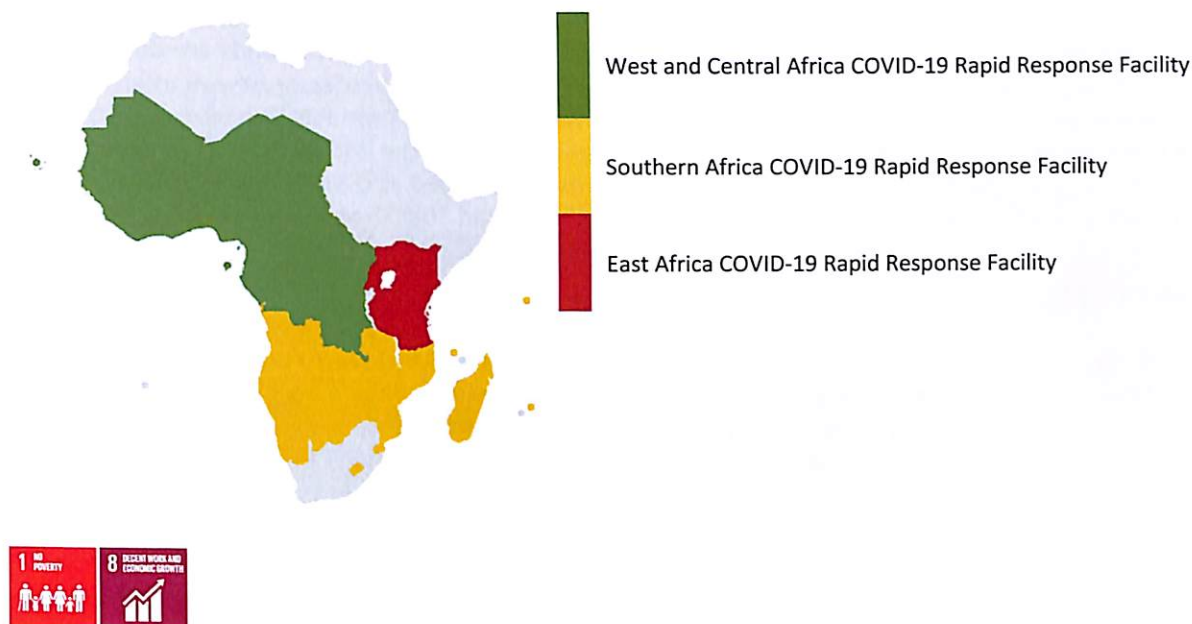 West and Central Africa COVID-19 Rapid Response Facility
Southern Africa COVID-19 Rapid Response Facility
East Africa COVID-19 Rapid Response Facility
1 NO
POVERTY
8 DECENT WORK AND
ECONOMIC GROWTH